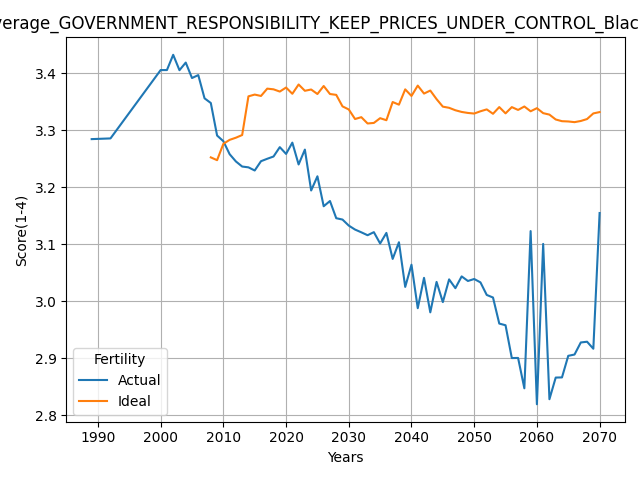 verage_GOVERNMENT_RESPONSIBILITY_KEEP_PRICES_UNDER_CONTROL_Blac
Score(1-4)
3.4
3.3
3.2
3.1
3.0
2.9
2.8
Fertility
Actual
Ideal
1990 2000 2010 2020 2030 2040 2050 2060 2070
Years